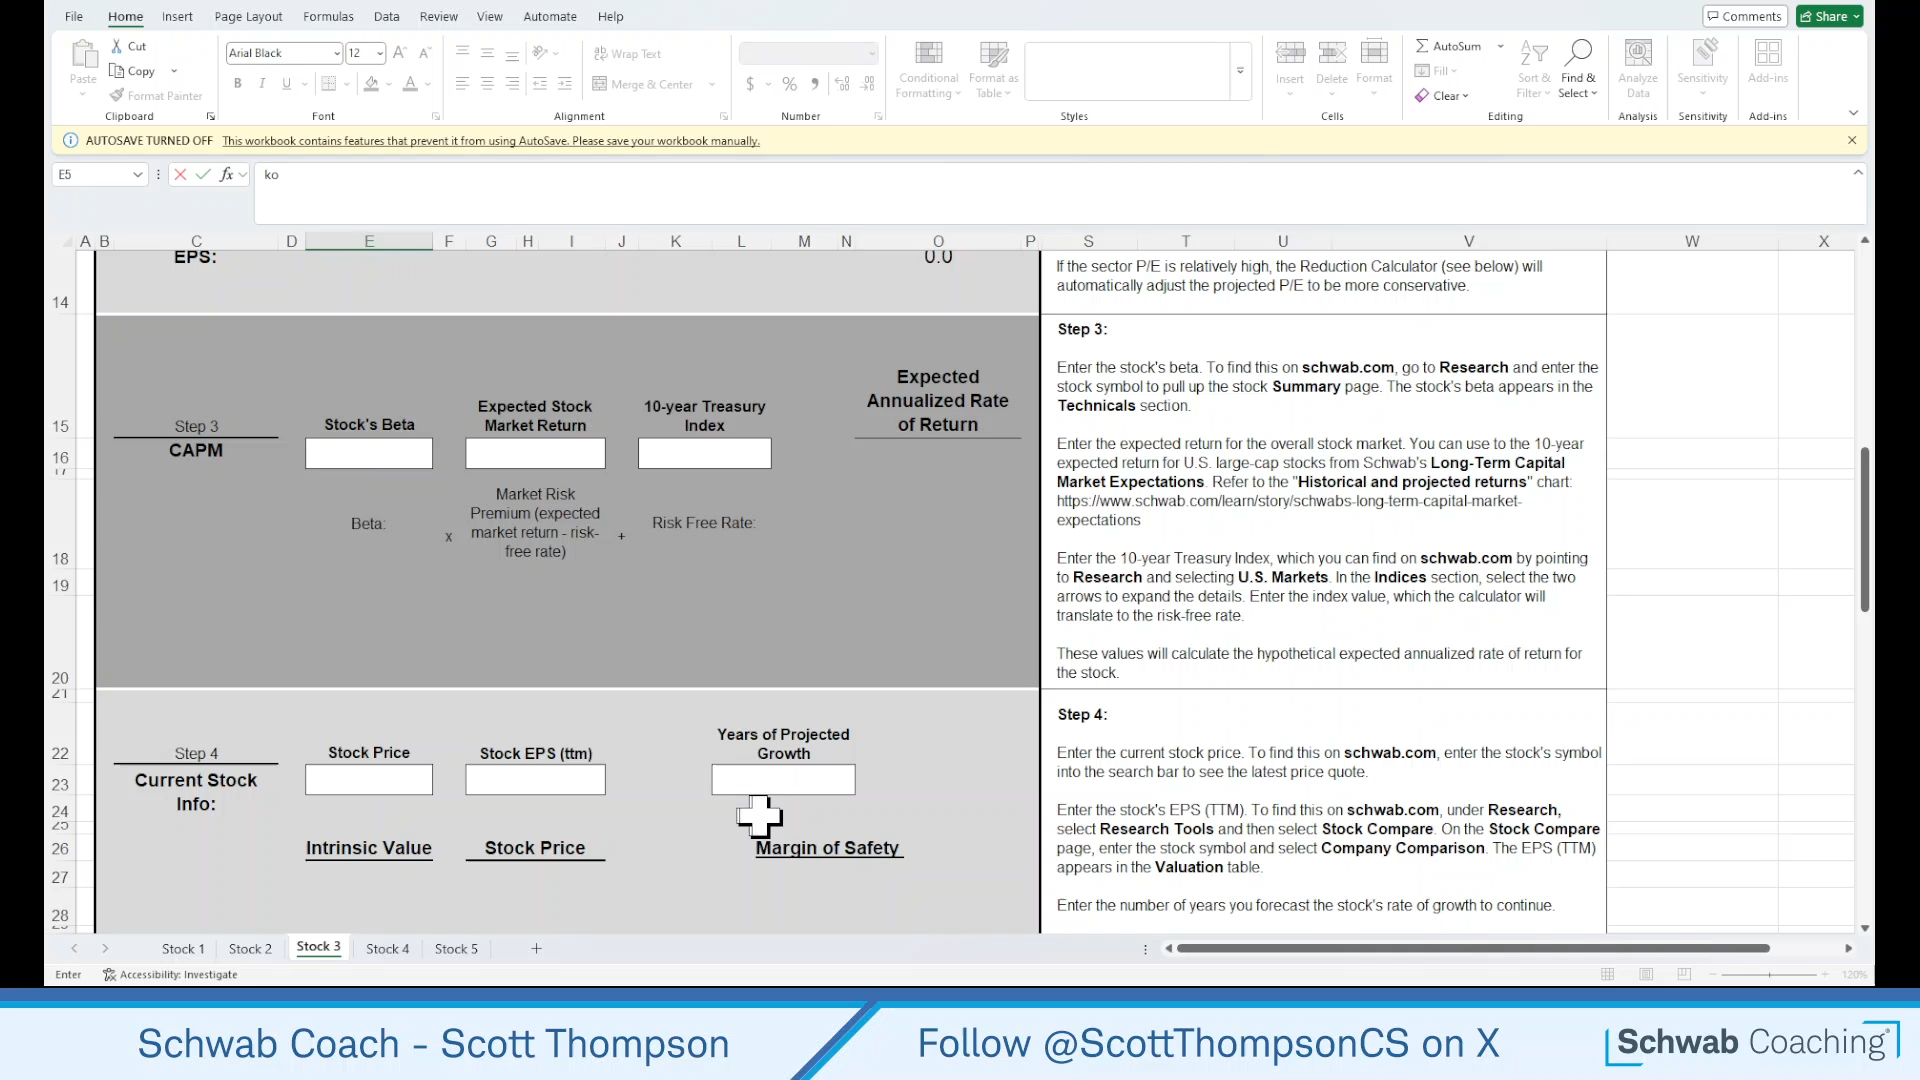 File Home Insert Page Layout Formulas Data Review View Automate Help Comments Share
Paste Cut Copy Format Painter Clipboard
Arial Black 12 A A B I U A Font
Wrap Text Merge & Center Alignment
$ % Number
Conditional Formatting Format as Table Styles
Insert Delete Format Cells
AutoSum Fill Clear Sort & Filter Find & Select Editing
Analyze Data Analysis Sensitivity Sensitivity Add-ins Add-ins
AUTOSAVE TURNED OFF This workbook contains features that prevent it from using AutoSave. Please save your workbook manually.
E5 fx ko
A B C D E F G H I J K L M N O P S T U V W X
14
15
16
17
18
19
20
21
22
23
24
25
26
27
28
EPS:
0.0
Step 3
CAPM
Stock's Beta
Expected Stock
Market Return
10-year Treasury
Index
Expected
Annualized Rate
of Return
Beta:
x
Market Risk
Premium (expected
market return - risk-
free rate)
+
Risk Free Rate:
Step 4
Current Stock
Info:
Stock Price
Stock EPS (ttm)
Years of Projected
Growth
Intrinsic Value
Stock Price
Margin of Safety
If the sector P/E is relatively high, the Reduction Calculator (see below) will
automatically adjust the projected P/E to be more conservative.
Step 3:
Enter the stock's beta. To find this on schwab.com, go to Research and enter the
stock symbol to pull up the stock Summary page. The stock's beta appears in the
Technicals section.
Enter the expected return for the overall stock market. You can use to the 10-year
expected return for U.S. large-cap stocks from Schwab's Long-Term Capital
Market Expectations. Refer to the "Historical and projected returns" chart:
https://www.schwab.com/learn/story/schwabs-long-term-capital-market-
expectations
Enter the 10-year Treasury Index, which you can find on schwab.com by pointing
to Research and selecting U.S. Markets. In the Indices section, select the two
arrows to expand the details. Enter the index value, which the calculator will
translate to the risk-free rate.
These values will calculate the hypothetical expected annualized rate of return for
the stock.
Step 4:
Enter the current stock price. To find this on schwab.com, enter the stock's symbol
into the search bar to see the latest price quote.
Enter the stock's EPS (TTM). To find this on schwab.com, under Research,
select Research Tools and then select Stock Compare. On the Stock Compare
page, enter the stock symbol and select Company Comparison. The EPS (TTM)
appears in the Valuation table.
Enter the number of years you forecast the stock's rate of growth to continue.
Stock 1 Stock 2 Stock 3 Stock 4 Stock 5
Enter Accessibility: Investigate 120%
Schwab Coach - Scott Thompson
Follow @ScottThompsonCS on X
Schwab Coaching